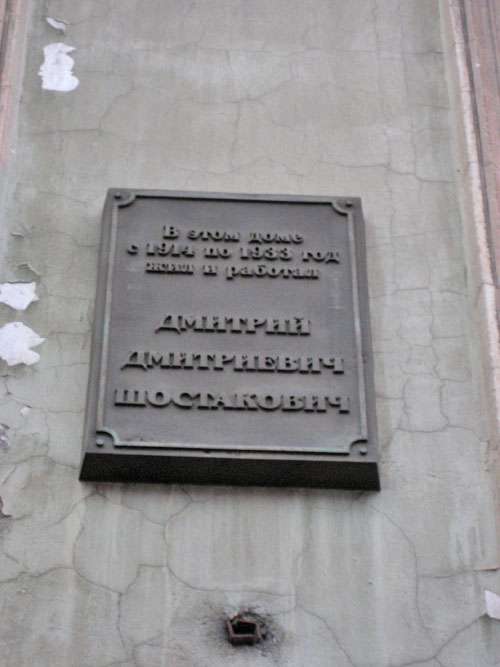 В этом доме
с 1914 по 1933 год
жил и работал
ДМИТРИЙ
ДМИТРИЕВИЧ
ШОСТАКОВИЧ